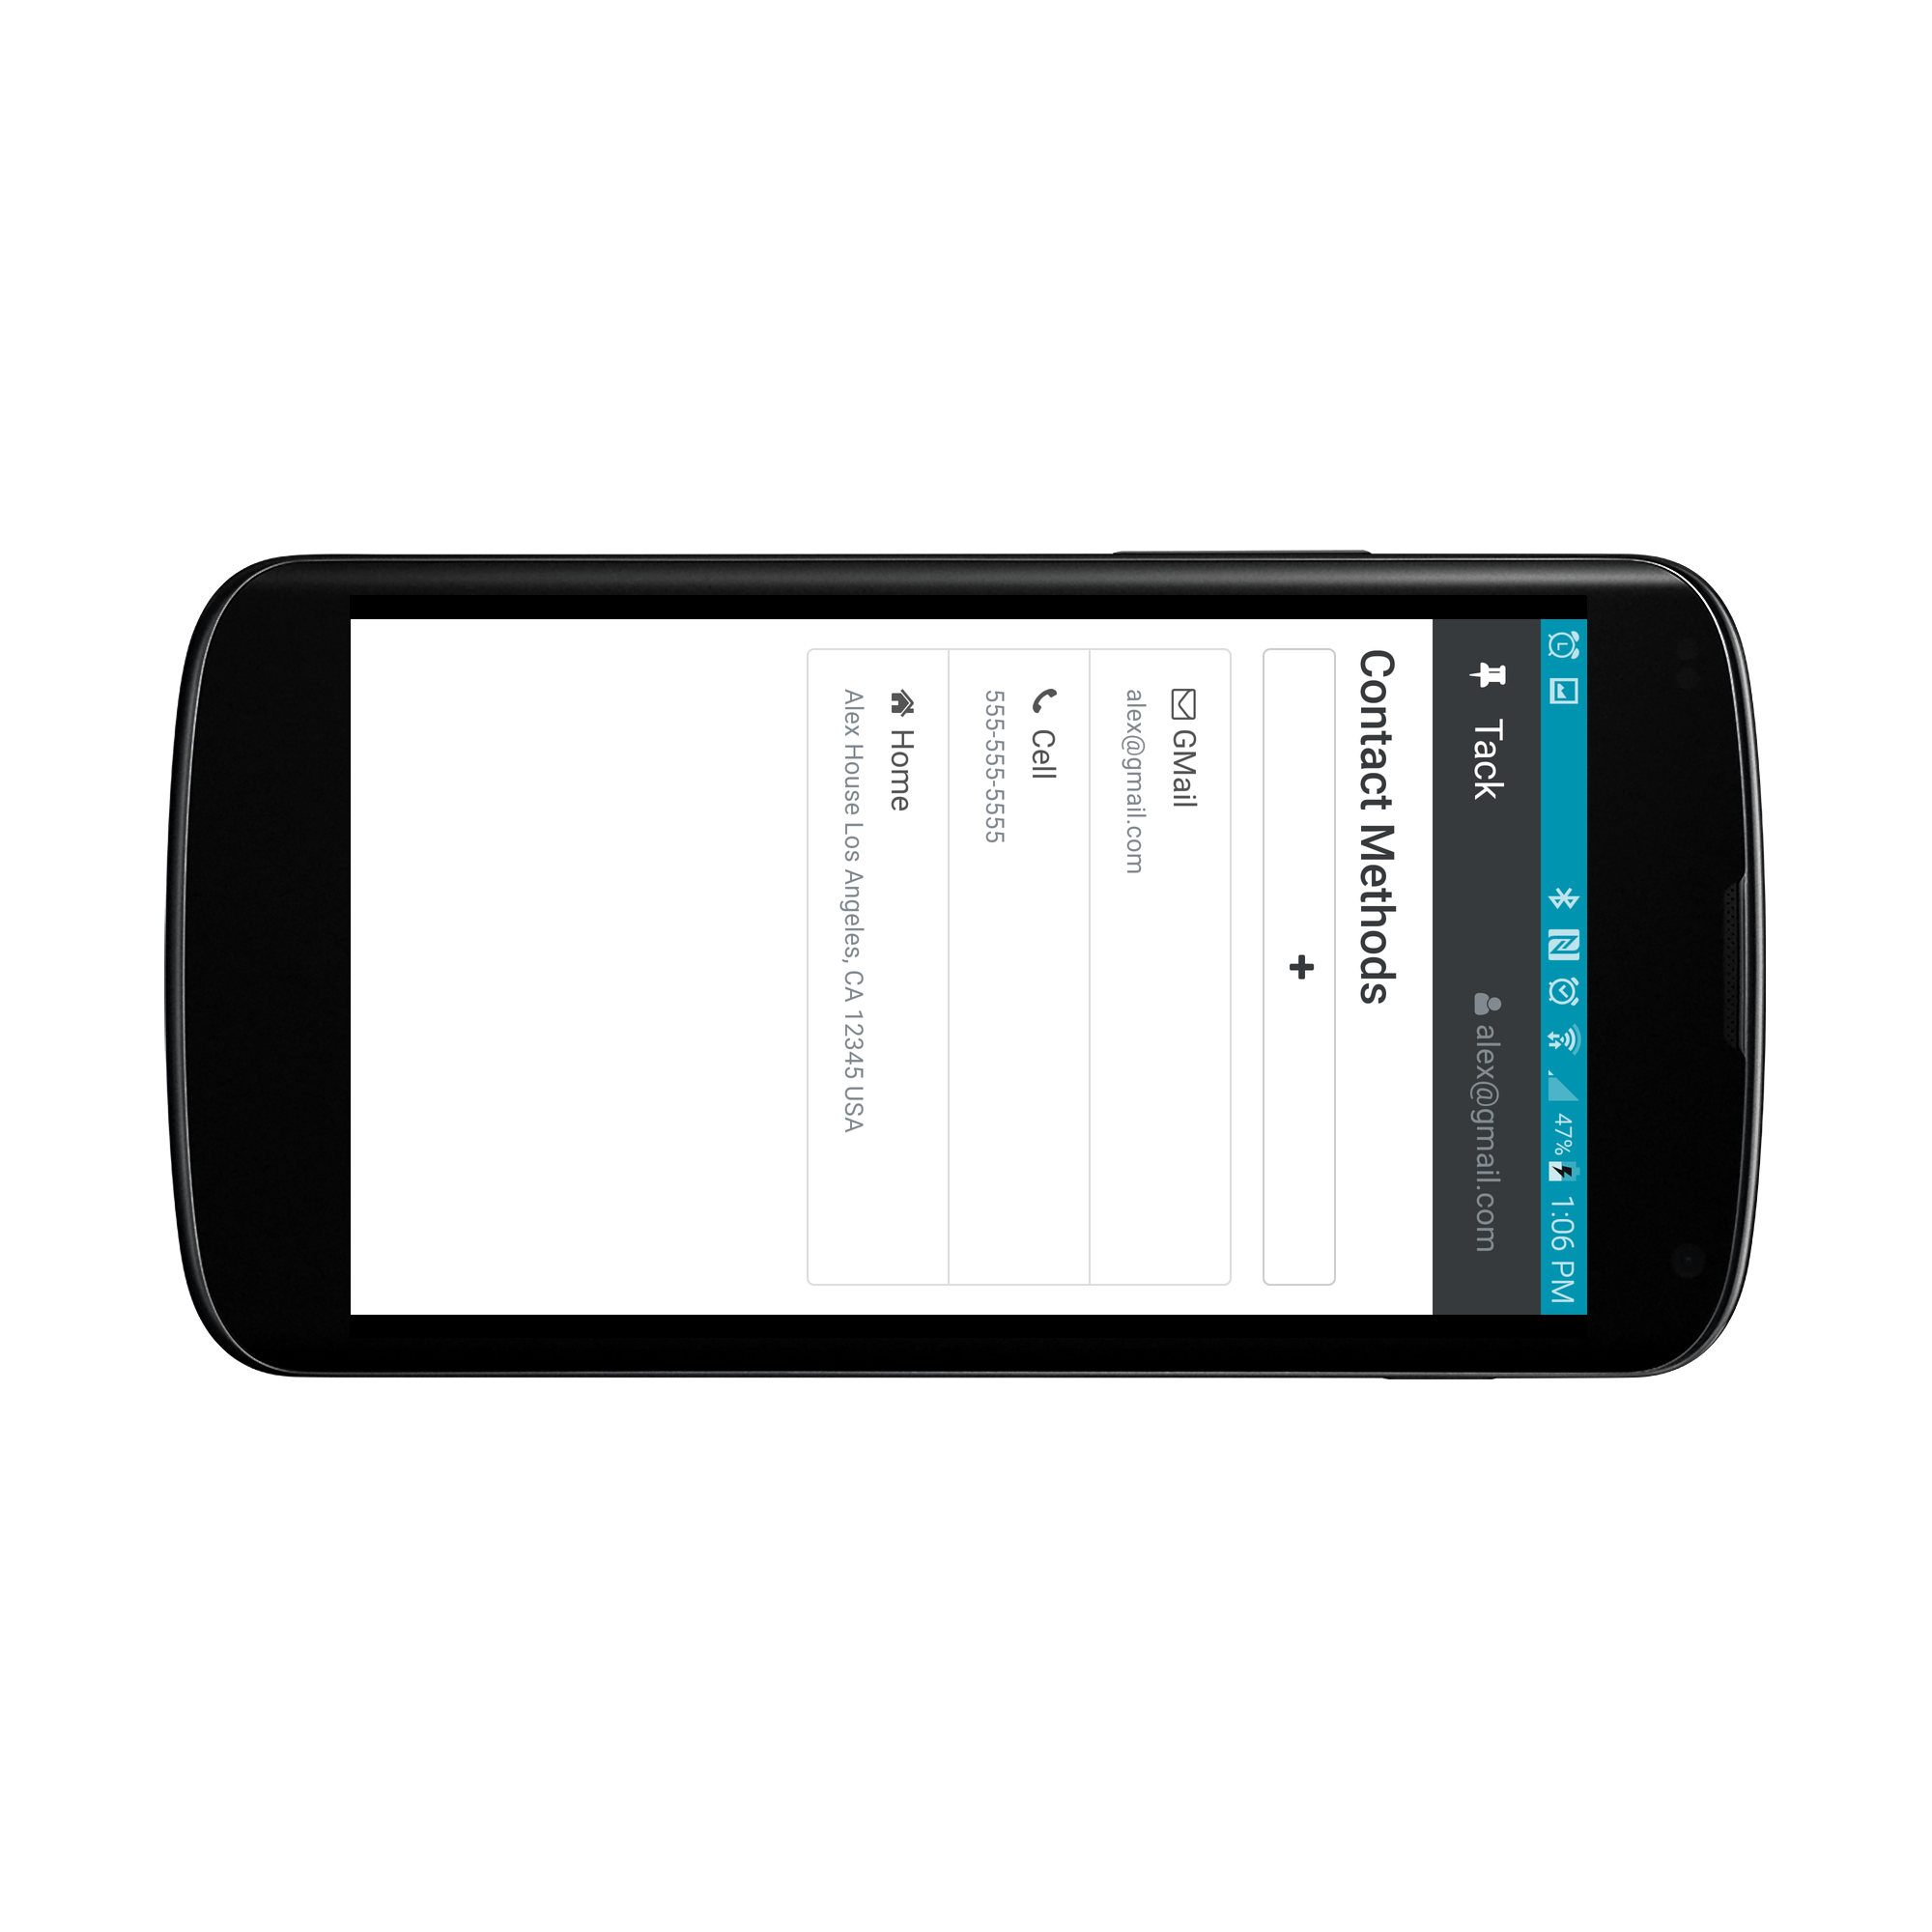 47% 1:06 PM
Tack alex@gmail.com
Contact Methods
+
GMail
alex@gmail.com
Cell
555-555-5555
Home
Alex House Los Angeles, CA 12345 USA